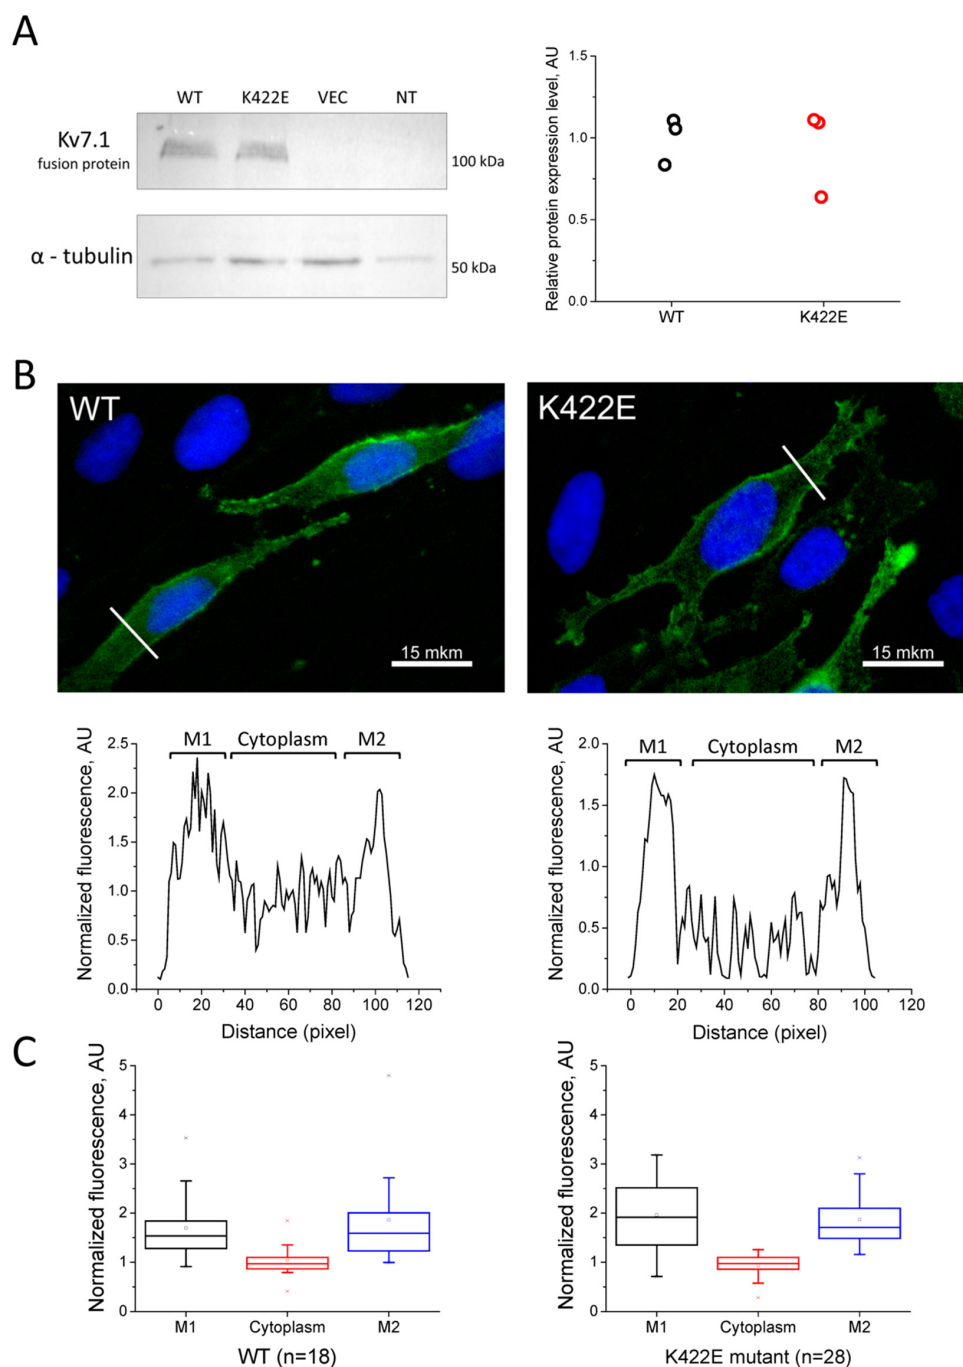 A
WT K422E VEC NT
Kv7.1
fusion protein
100 kDa
α - tubulin
50 kDa
Relative protein expression level, AU
1.5
1.0
0.5
0.0
WT K422E
B
WT
15 mkm
K422E
15 mkm
Normalized fluorescence, AU
M1 Cytoplasm M2
2.5
2.0
1.5
1.0
0.5
0.0
0 20 40 60 80 100 120
Distance (pixel)
Normalized fluorescence, AU
M1 Cytoplasm M2
2.0
1.5
1.0
0.5
0.0
0 20 40 60 80 100 120
Distance (pixel)
C
Normalized fluorescence, AU
5
4
3
2
1
0
M1 Cytoplasm M2
WT (n=18)
Normalized fluorescence, AU
5
4
3
2
1
0
M1 Cytoplasm M2
K422E mutant (n=28)